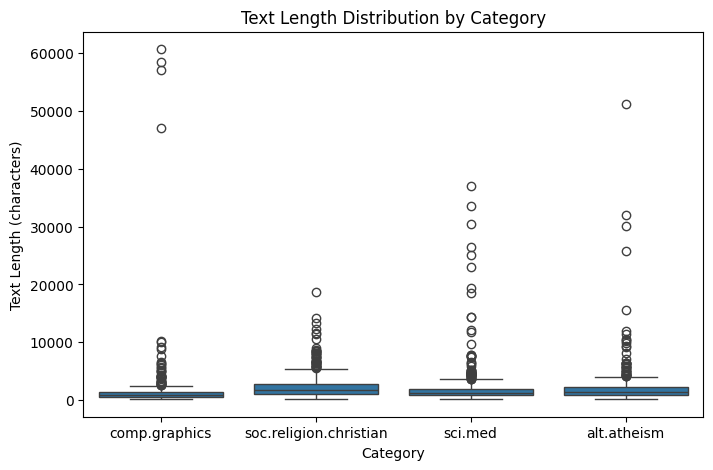 Text Length Distribution by Category
Text Length (characters)
60000
50000
40000
30000
20000
10000
0
comp.graphics
soc.religion.christian
sci.med
alt.atheism
Category